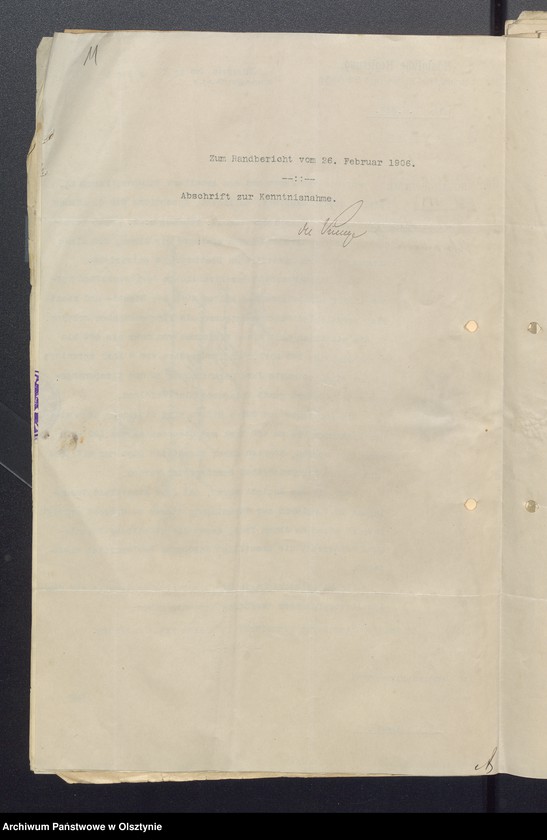 11
Zum Randbericht vom 26. Februar 1906.
--::--
Abschrift zur Kenntnisnahme.
Archiwum Państwowe w Olsztynie